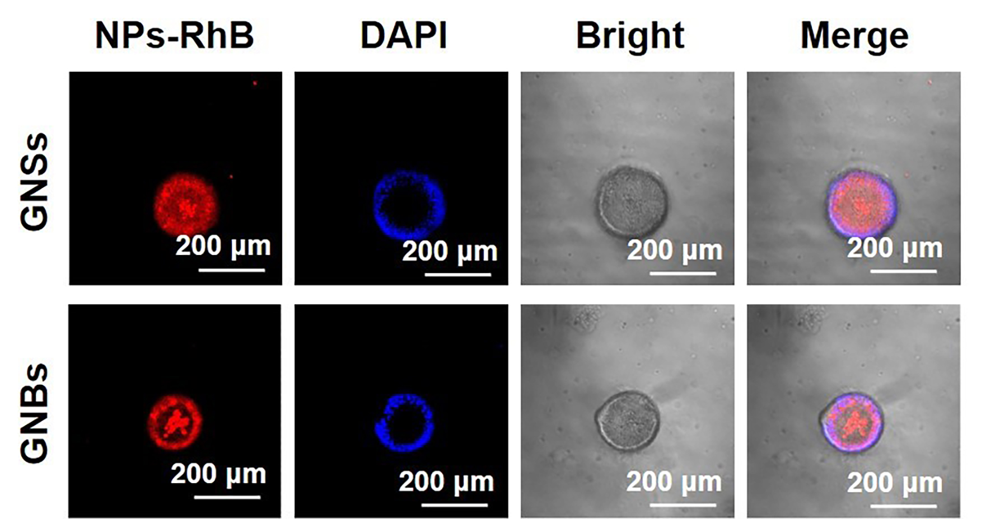 NPs-RhB DAPI Bright Merge
GNSs
200 µm 200 µm 200 µm 200 µm
GNBs
200 µm 200 µm 200 µm 200 µm